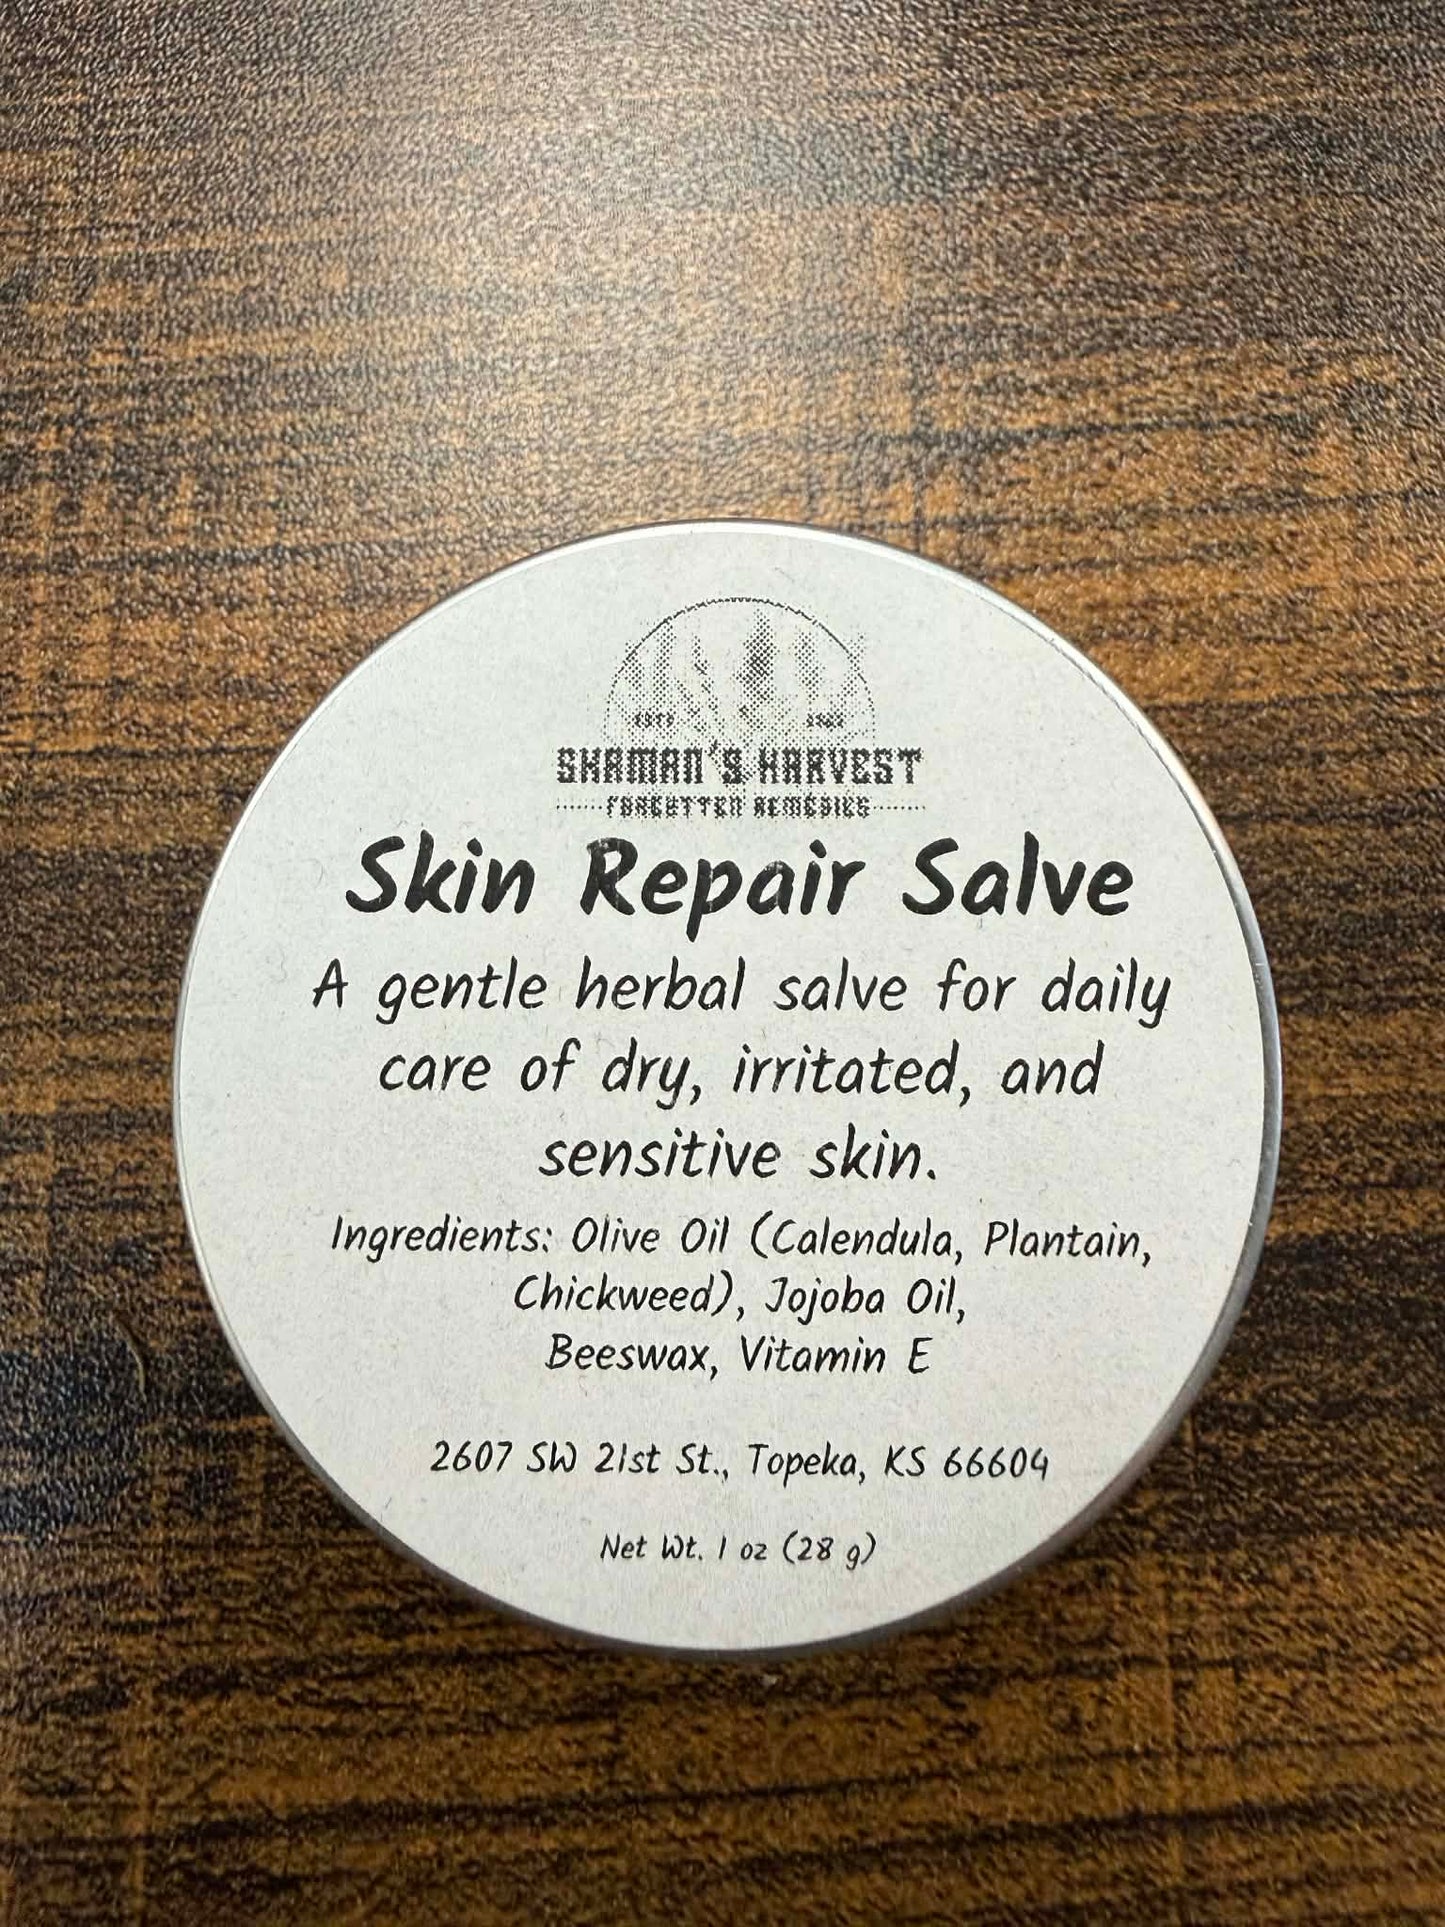 SHAMAN'S HARVEST
FORGOTTEN REMEDIES
Skin Repair Salve
A gentle herbal salve for daily
care of dry, irritated, and
sensitive skin.
Ingredients: Olive Oil (Calendula, Plantain,
Chickweed), Jojoba Oil,
Beeswax, Vitamin E
2607 SW 21st St., Topeka, KS 66604
Net Wt. 1 oz (28 g)